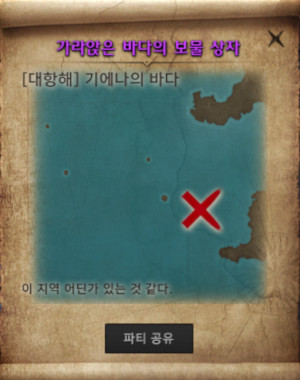 가라앉은 바다의 보물 상자
[대항해] 기에나의 바다
이 지역 어딘가 있는 것 같다.
파티 공유